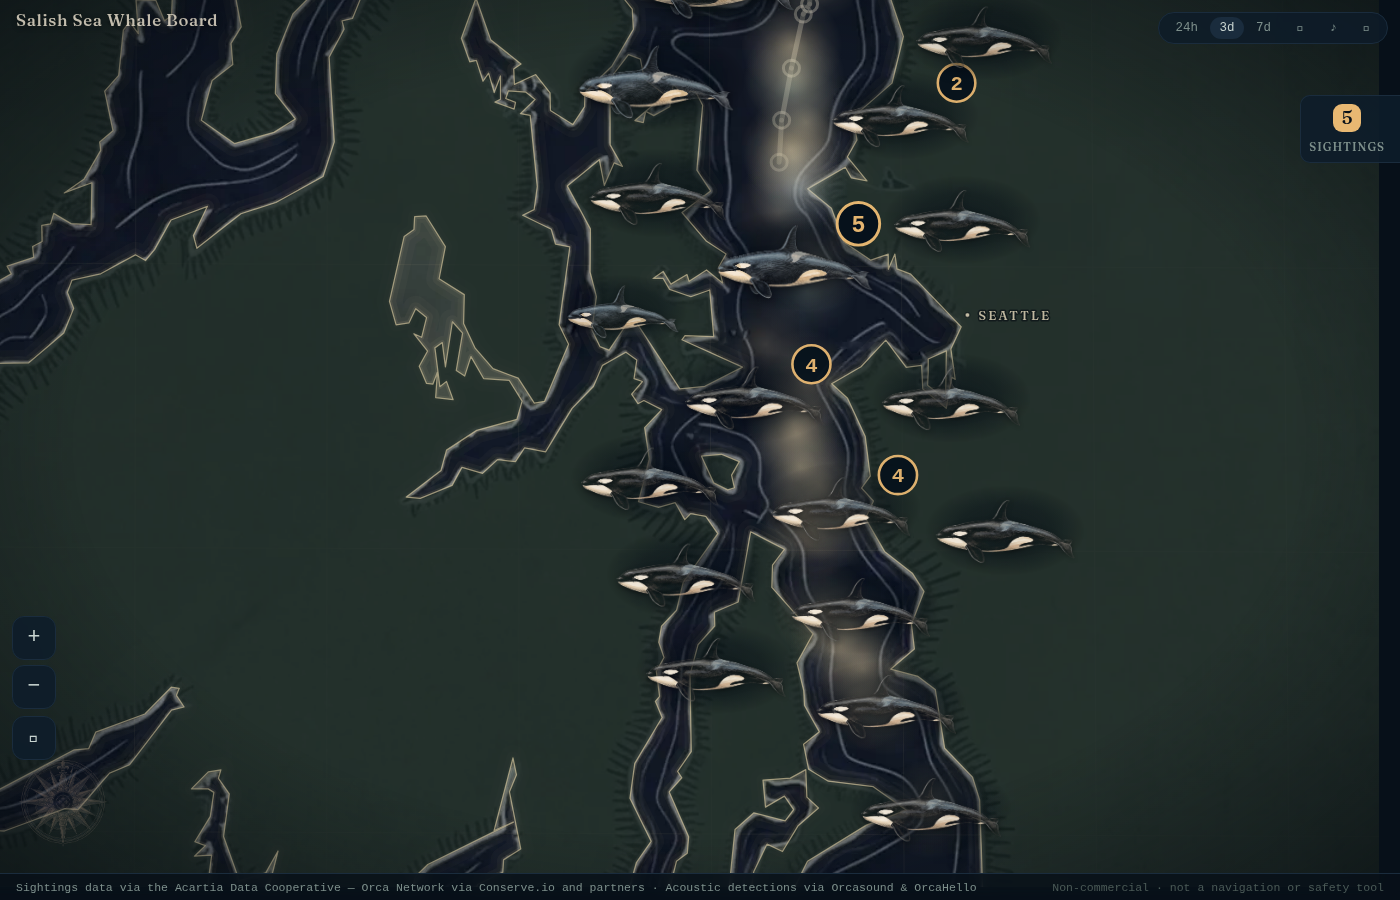 Salish Sea Whale Board
24h 3d 7d ♪
2
5
SIGHTINGS
5
• SEATTLE
4
4
+
−
Sightings data via the Acartia Data Cooperative — Orca Network via Conserve.io and partners · Acoustic detections via Orcasound & OrcaHello
Non-commercial · not a navigation or safety tool